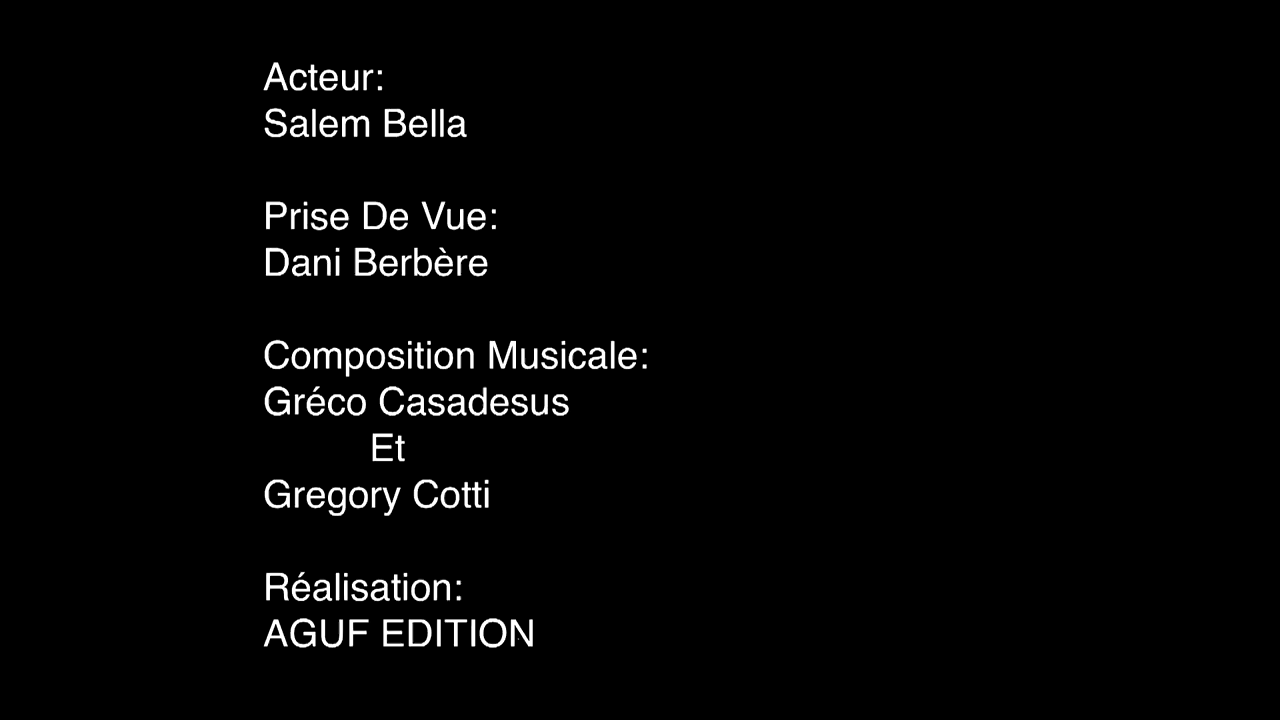 Acteur:
Salem Bella
Prise De Vue:
Dani Berbère
Composition Musicale:
Gréco Casadesus
Et
Gregory Cotti
Réalisation:
AGUF EDITION